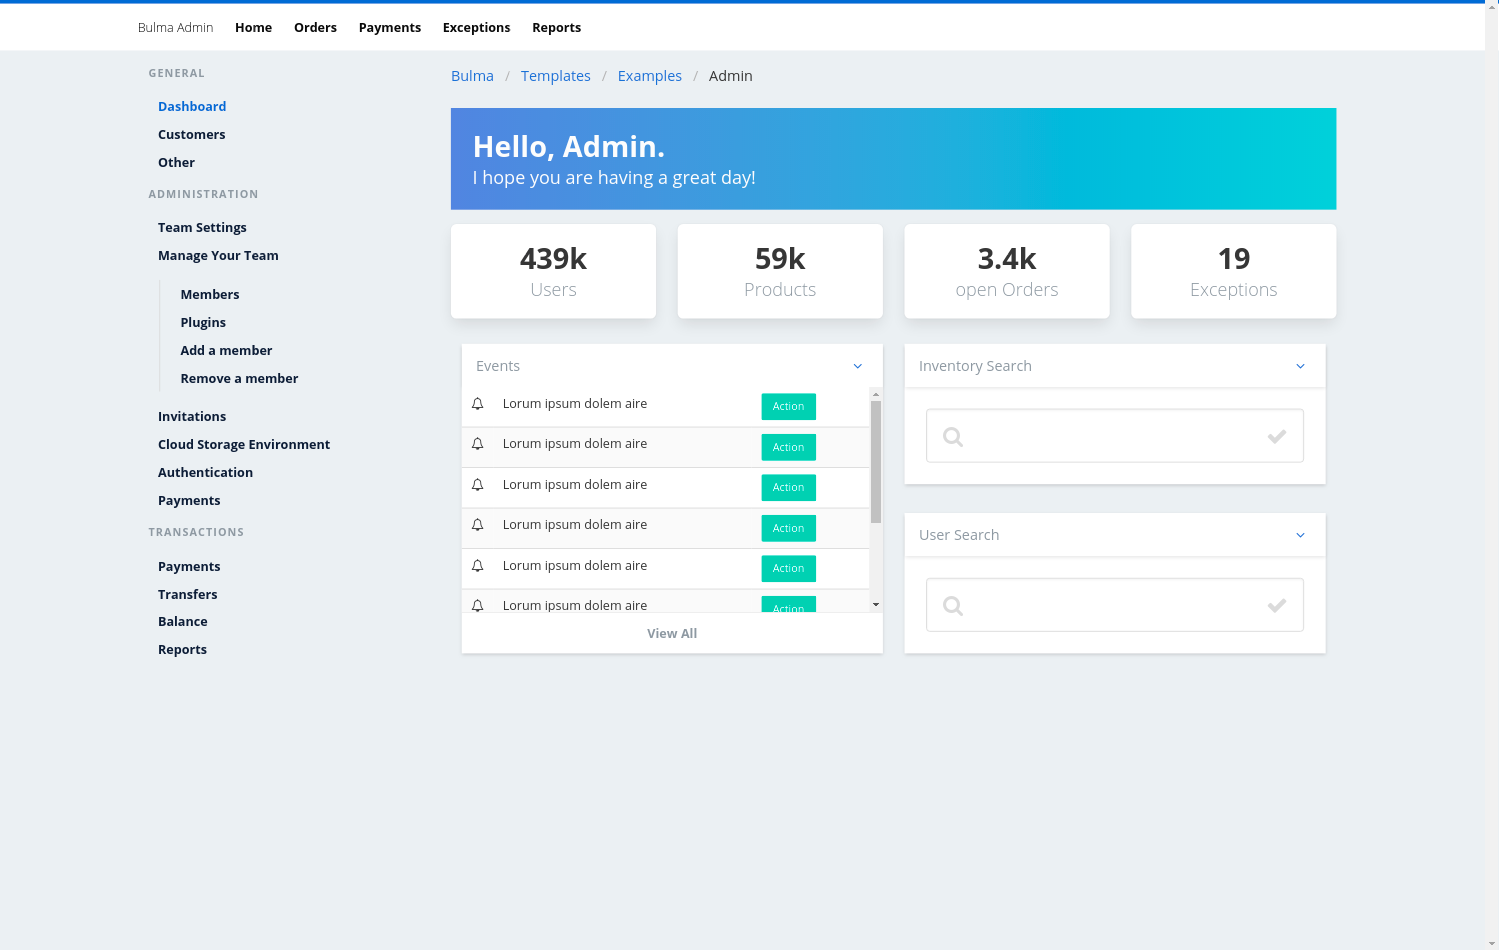 Bulma Admin Home Orders Payments Exceptions Reports
GENERAL
Dashboard
Customers
Other
ADMINISTRATION
Team Settings
Manage Your Team
Members
Plugins
Add a member
Remove a member
Invitations
Cloud Storage Environment
Authentication
Payments
TRANSACTIONS
Payments
Transfers
Balance
Reports
Bulma / Templates / Examples / Admin
Hello, Admin.
I hope you are having a great day!
439k
Users
59k
Products
3.4k
open Orders
19
Exceptions
Events
Lorum ipsum dolem aire Action
Lorum ipsum dolem aire Action
Lorum ipsum dolem aire Action
Lorum ipsum dolem aire Action
Lorum ipsum dolem aire Action
Lorum ipsum dolem aire Action
View All
Inventory Search
User Search